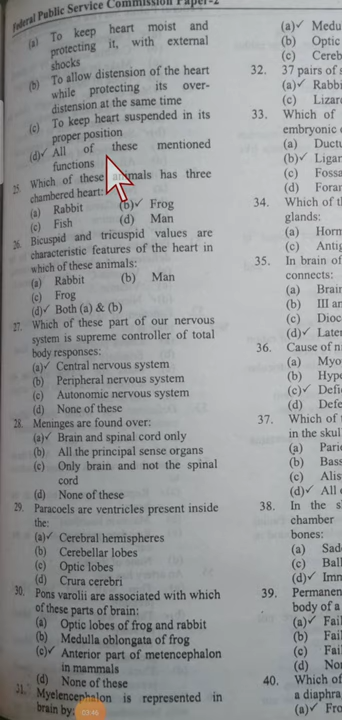 Federal Public Service Commission Paper-2
(a) To keep heart moist and
protecting it, with external
shocks
(b) To allow distension of the heart
while protecting its over-
distension at the same time
(c) To keep heart suspended in its
proper position
(d)✓ All of these mentioned
functions
25. Which of these animals has three
chambered heart:
(a) Rabbit (b)✓ Frog
(c) Fish (d) Man
26. Bicuspid and tricuspid values are
characteristic features of the heart in
which of these animals:
(a) Rabbit (b) Man
(c) Frog
(d)✓ Both (a) & (b)
27. Which of these part of our nervous
system is supreme controller of total
body responses:
(a)✓ Central nervous system
(b) Peripheral nervous system
(c) Autonomic nervous system
(d) None of these
28. Meninges are found over:
(a)✓ Brain and spinal cord only
(b) All the principal sense organs
(c) Only brain and not the spinal
cord
(d) None of these
29. Paracoels are ventricles present inside
the:
(a)✓ Cerebral hemispheres
(b) Cerebellar lobes
(c) Optic lobes
(d) Crura cerebri
30. Pons varolii are associated with which
of these parts of brain:
(a) Optic lobes of frog and rabbit
(b) Medulla oblongata of frog
(c)✓ Anterior part of metencephalon
in mammals
(d) None of these
31. Myelencephalon is represented in
brain by:
03:46
(a)✓ Medu
(b) Optic
(c) Cereb
32. 37 pairs of s
(a)✓ Rabbi
(c) Lizar
33. Which of
embryonic
(a) Ductu
(b)✓ Ligar
(c) Fossa
(d) Forar
34. Which of t
glands:
(a) Horn
(c) Antig
35. In brain of
connects:
(a) Brain
(b) III an
(c) Dioc
(d)✓ Later
36. Cause of n
(a) Myo
(b) Hype
(c)✓ Defi
(d) Defe
37. Which of
in the skul
(a) Pari
(b) Bas
(c) Alis
(d)✓ All
38. In the s
chamber
bones:
(a) Sad
(c) Ball
(d)✓ Imn
39. Permanen
body of a
(a)✓ Fail
(b) Fail
(c) Fail
(d) No
40. Which of
a diaphra
(a)✓ Fro